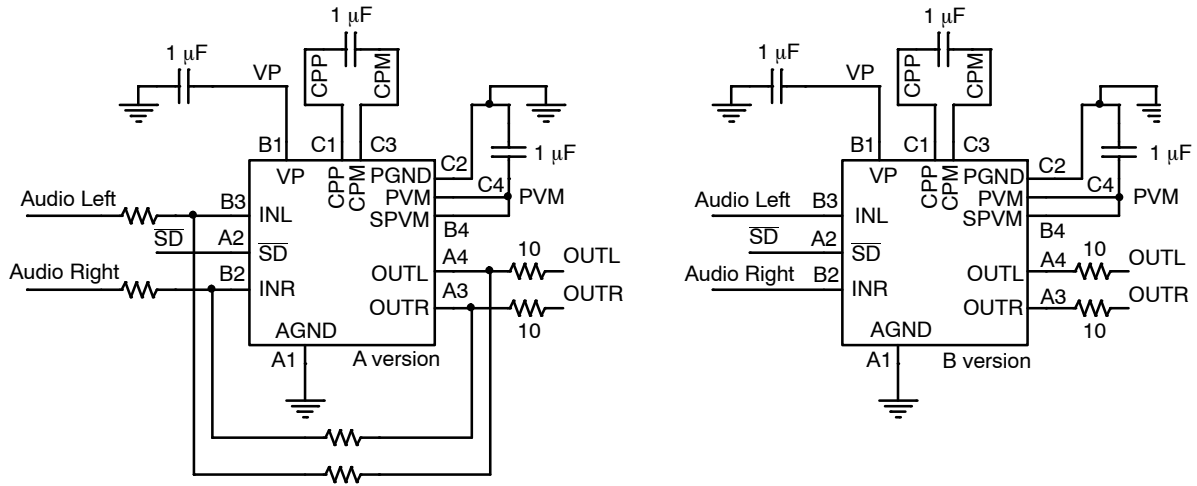 1 μF
1 μF
VP
CPP
CPM
B1
C1
C3
VP
CPP
CPM
PGND
C2
1 μF
PVM
C4
PVM
SPVM
B4
Audio Left
B3
INL
SD
A2
SD
Audio Right
B2
INR
OUTL
A4
10
OUTL
OUTR
A3
10
OUTR
AGND
A1
A version
1 μF
1 μF
VP
CPP
CPM
B1
C1
C3
VP
CPP
CPM
PGND
C2
1 μF
PVM
C4
PVM
SPVM
B4
Audio Left
B3
INL
SD
A2
SD
Audio Right
B2
INR
OUTL
A4
10
OUTL
OUTR
A3
10
OUTR
AGND
A1
B version